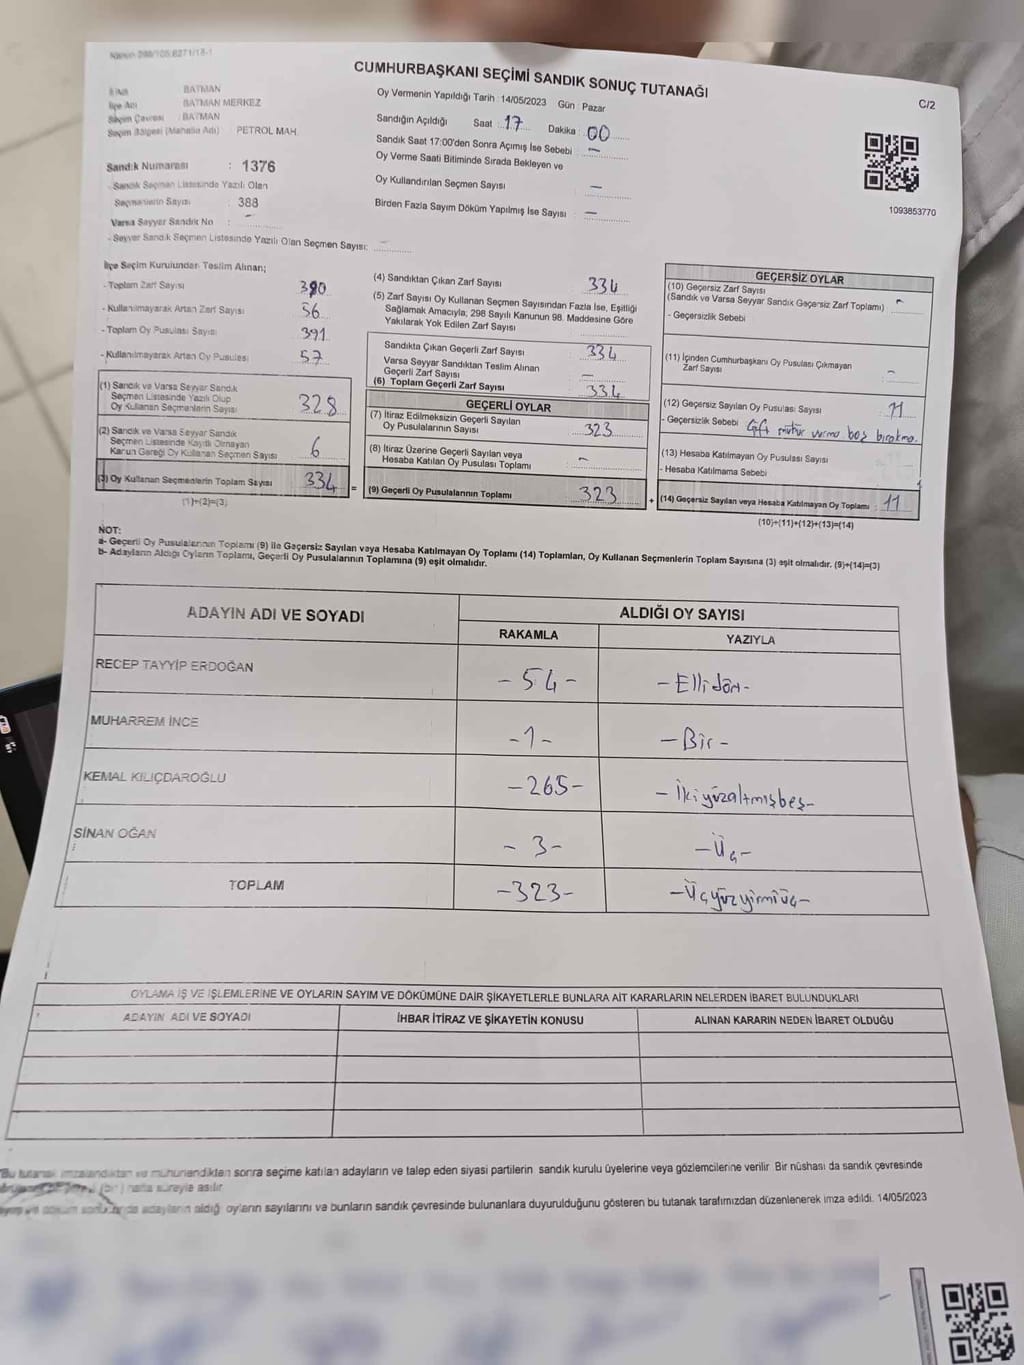 CUMHURBAŞKANI SEÇİMİ SANDIK SONUÇ TUTANAĞI
C/2
İli Adı BATMAN
İlçe Adı BATMAN MERKEZ
Seçim Çevresi : BATMAN
Seçim Bölgesi (Mahalle Adı) : PETROL MAH.
Sandık Numarası : 1376
- Sandık Seçmen Listesinde Yazılı Olan
Seçmenlerin Sayısı : 388
Varsa Seyyar Sandık No : -
- Seyyar Sandık Seçmen Listesinde Yazılı Olan Seçmen Sayısı:
Oy Vermenin Yapıldığı Tarih : 14/05/2023 Gün : Pazar
Sandığın Açıldığı Saat : 17 Dakika : 00
Sandık Saat 17:00'den Sonra Açımış İse Sebebi : -
Oy Verme Saati Bitiminde Sırada Bekleyen ve
Oy Kullandırılan Seçmen Sayısı : -
Birden Fazla Sayım Döküm Yapılmış İse Sayısı : -
1093853770
İlçe Seçim Kurulundan Teslim Alınan;
- Toplam Zarf Sayısı : 390
- Kullanılmayarak Artan Zarf Sayısı : 56
- Toplam Oy Pusulası Sayısı : 391
- Kullanılmayarak Artan Oy Pusulası : 57
(1) Sandık ve Varsa Seyyar Sandık
Seçmen Listesinde Yazılı Olup
Oy Kullanan Seçmenlerin Sayısı : 328
(2) Sandık ve Varsa Seyyar Sandık
Seçmen Listesinde Kayıtlı Olmayan
Kanun Gereği Oy Kullanan Seçmen Sayısı : 6
(3) Oy Kullanan Seçmenlerin Toplam Sayısı : 334
(1)+(2)=(3)
(4) Sandıktan Çıkan Zarf Sayısı : 334
(5) Zarf Sayısı Oy Kullanan Seçmen Sayısından Fazla İse, Eşitliği
Sağlamak Amacıyla, 298 Sayılı Kanunun 98. Maddesine Göre
Yakılarak Yok Edilen Zarf Sayısı :
Sandıkta Çıkan Geçerli Zarf Sayısı : 334
Varsa Seyyar Sandıktan Teslim Alınan
Geçerli Zarf Sayısı : -
(6) Toplam Geçerli Zarf Sayısı : 334
GEÇERLİ OYLAR
(7) İtiraz Edilmeksizin Geçerli Sayılan
Oy Pusulalarının Sayısı : 323
(8) İtiraz Üzerine Geçerli Sayılan veya
Hesaba Katılan Oy Pusulası Toplamı : -
= (9) Geçerli Oy Pusulalarının Toplamı : 323
GEÇERSİZ OYLAR
(10) Geçersiz Zarf Sayısı
(Sandık ve Varsa Seyyar Sandık Geçersiz Zarf Toplamı) : -
- Geçersizlik Sebebi
(11) İçinden Cumhurbaşkanı Oy Pusulası Çıkmayan
Zarf Sayısı : -
(12) Geçersiz Sayılan Oy Pusulası Sayısı : 11
- Geçersizlik Sebebi Çift mühür vurma boş bırakma.
(13) Hesaba Katılmayan Oy Pusulası Sayısı
- Hesaba Katılmama Sebebi
+ (14) Geçersiz Sayılan veya Hesaba Katılmayan Oy Toplamı : 11
(10)+(11)+(12)+(13)=(14)
NOT:
a- Geçerli Oy Pusulalarının Toplamı (9) ile Geçersiz Sayılan veya Hesaba Katılmayan Oy Toplamı (14) Toplamları, Oy Kullanan Seçmenlerin Toplam Sayısına (3) eşit olmalıdır. (9)+(14)=(3)
b- Adayların Aldığı Oyların Toplamı, Geçerli Oy Pusulalarının Toplamına (9) eşit olmalıdır.
ADAYIN ADI VE SOYADI ALDIĞI OY SAYISI
RAKAMLA YAZIYLA
RECEP TAYYİP ERDOĞAN -54- -Ellidört-
MUHARREM İNCE -1- -Bir-
KEMAL KILIÇDAROĞLU -265- -İkiyüzaltmışbeş-
SİNAN OĞAN -3- -Üç-
TOPLAM -323- -Üçyüzyirmiüç-
OYLAMA İŞ VE İŞLEMLERİNE VE OYLARIN SAYIM VE DÖKÜMÜNE DAİR ŞİKAYETLERLE BUNLARA AİT KARARLARIN NELERDEN İBARET BULUNDUKLARI
ADAYIN ADI VE SOYADI İHBAR İTİRAZ VE ŞİKAYETİN KONUSU ALINAN KARARIN NEDEN İBARET OLDUĞU
Bu tutanak imzalandıktan ve mühürlendikten sonra seçime katılan adayların ve talep eden siyasi partilerin sandık kurulu üyelerine veya gözlemcilerine verilir. Bir nüshası da sandık çevresinde
(bir) hafta süreyle asılır.
adayların aldığı oyların sayılarını ve bunların sandık çevresinde bulunanlara duyurulduğunu gösteren bu tutanak tarafımızdan düzenlenerek imza edildi. 14/05/2023